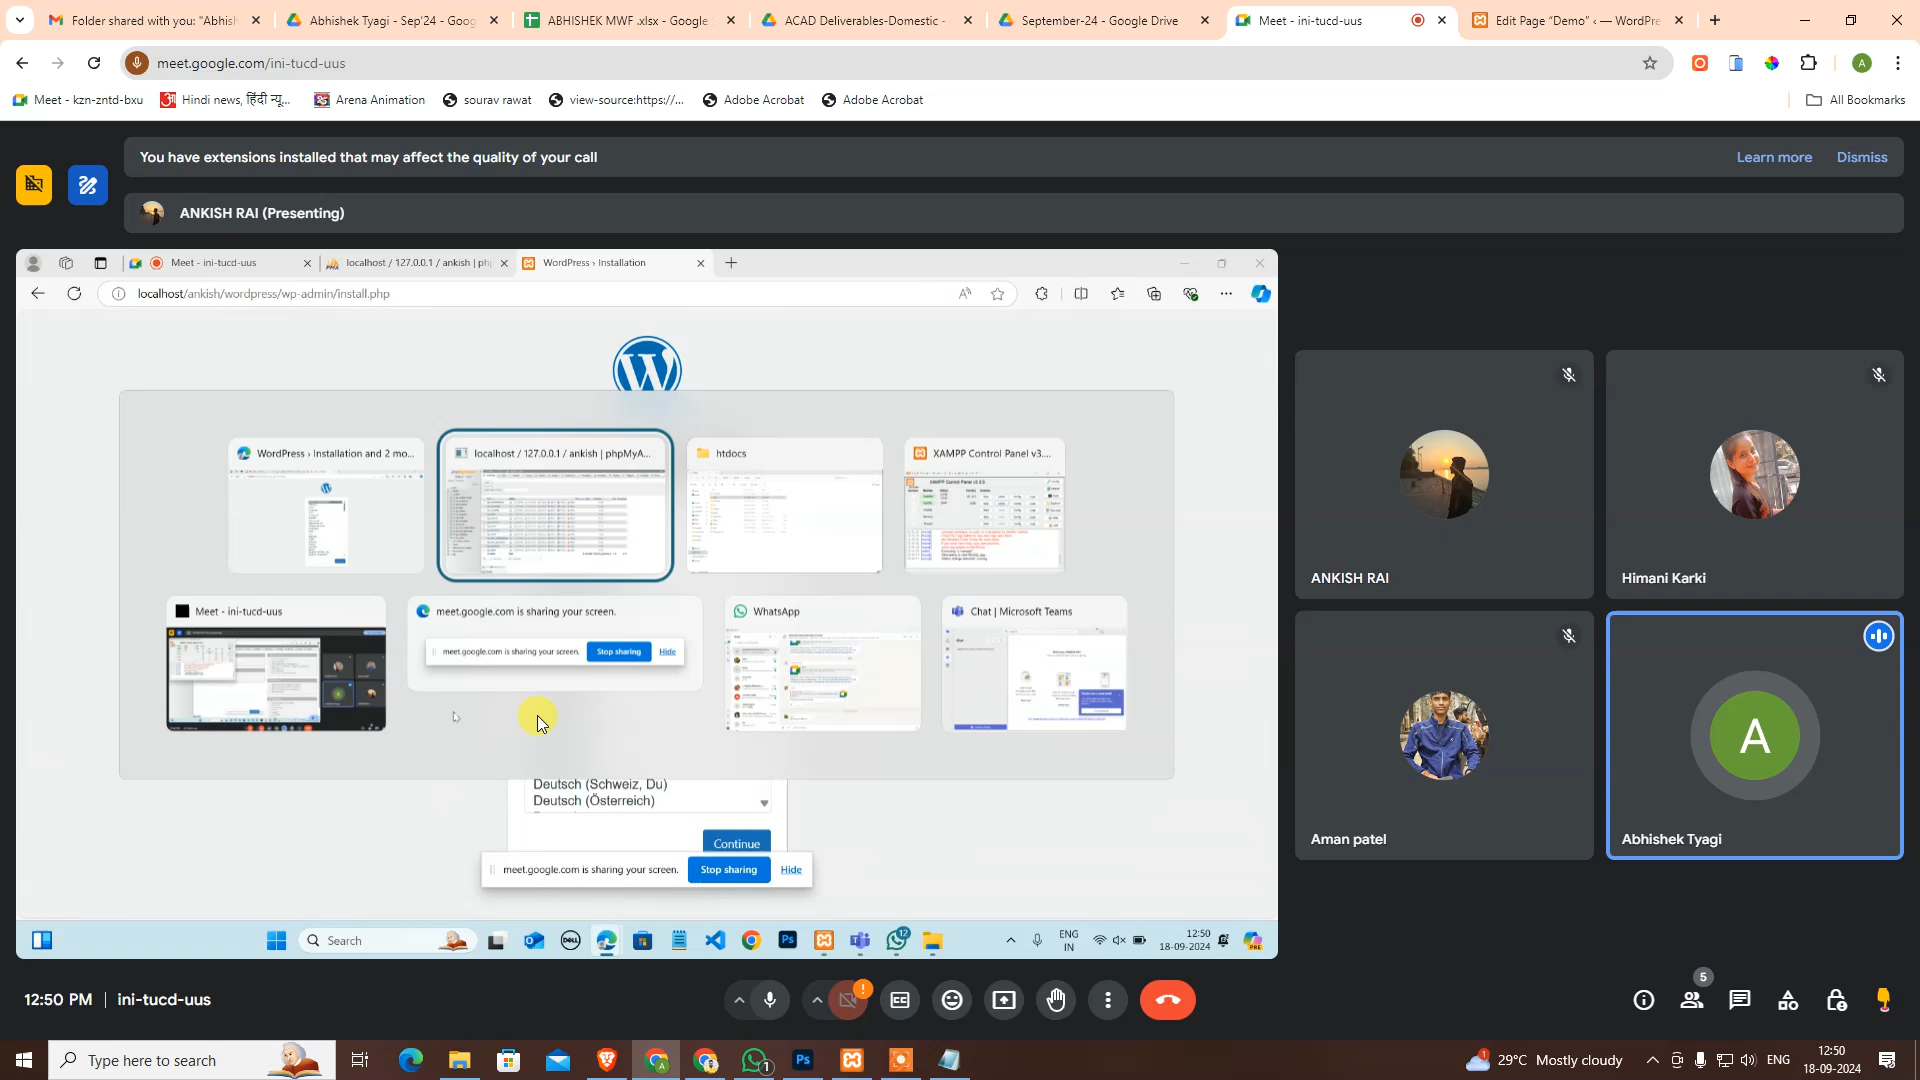 Folder shared with you: "Abhish
Abhishek Tyagi - Sep'24 - Goog
ABHISHEK MWF .xlsx - Google
ACAD Deliverables-Domestic -
September-24 - Google Drive
Meet - ini-tucd-uus
Edit Page “Demo” ‹ — WordPre
meet.google.com/ini-tucd-uus
A
Meet - kzn-zntd-bxu
Hindi news, हिंदी न्यू...
Arena Animation
sourav rawat
view-source:https://...
Adobe Acrobat
Adobe Acrobat
All Bookmarks
You have extensions installed that may affect the quality of your call
Learn more
Dismiss
ANKISH RAI (Presenting)
Meet - ini-tucd-uus
localhost / 127.0.0.1 / ankish | ph
WordPress › Installation
localhost/ankish/wordpress/wp-admin/install.php
WordPress › Installation and 2 mo...
localhost / 127.0.0.1 / ankish | phpMyA...
htdocs
XAMPP Control Panel v3....
Meet - ini-tucd-uus
meet.google.com is sharing your screen.
meet.google.com is sharing your screen.
Stop sharing
Hide
WhatsApp
Chat | Microsoft Teams
Deutsch (Schweiz, Du)
Deutsch (Österreich)
Continue
meet.google.com is sharing your screen.
Stop sharing
Hide
Search
DELL
Ps
12
ENG
IN
12:50
18-09-2024
ANKISH RAI
Himani Karki
Aman patel
A
Abhishek Tyagi
12:50 PM | ini-tucd-uus
5
Type here to search
Ps
1
29°C Mostly cloudy
ENG
12:50
18-09-2024